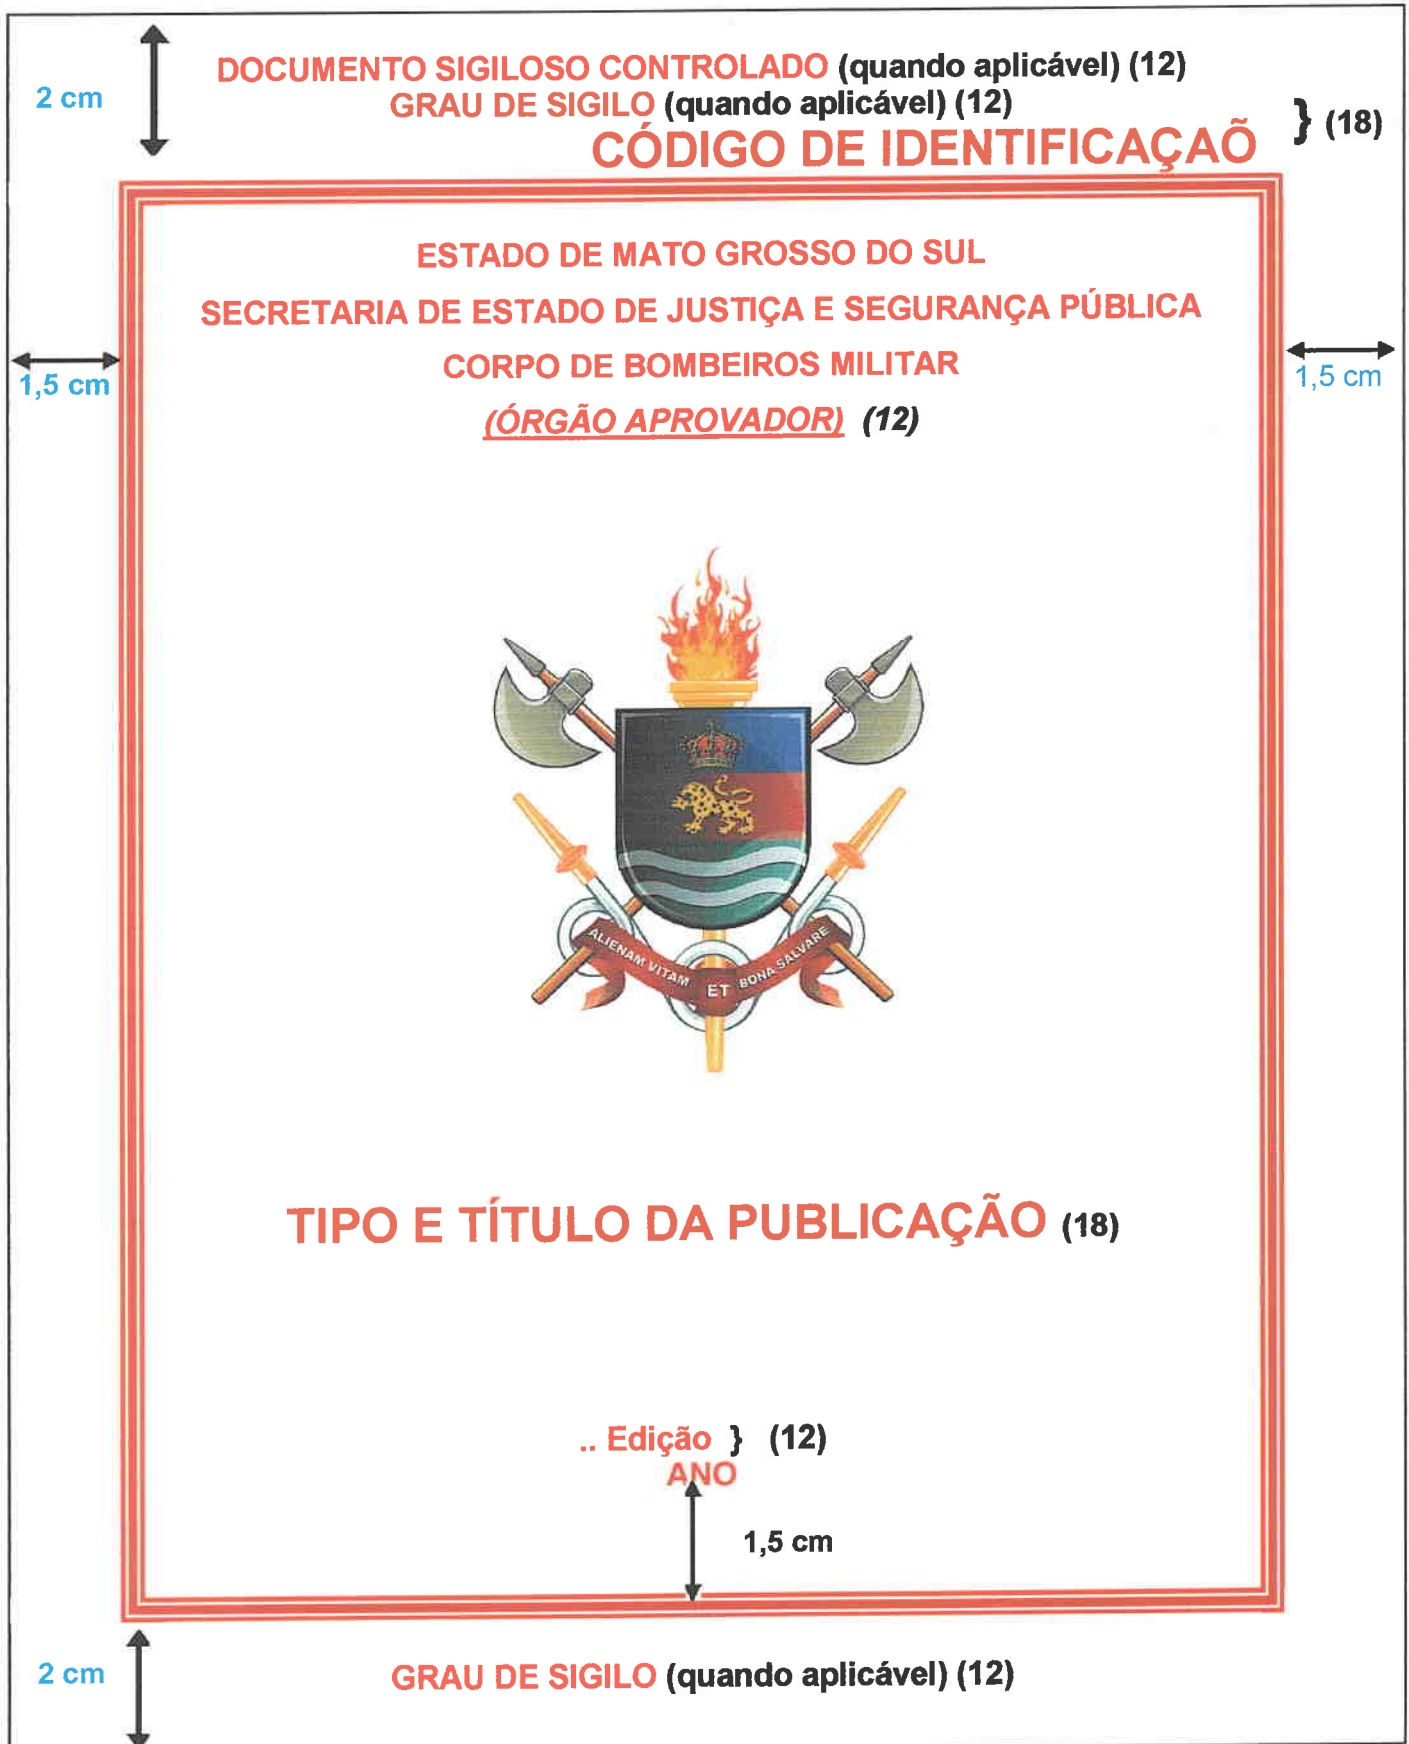 DOCUMENTO SIGILOSO CONTROLADO (quando aplicável) (12)
2 cm
GRAU DE SIGILO (quando aplicável) (12)
CÓDIGO DE IDENTIFICAÇAÕ } (18)
ESTADO DE MATO GROSSO DO SUL
SECRETARIA DE ESTADO DE JUSTIÇA E SEGURANÇA PÚBLICA
CORPO DE BOMBEIROS MILITAR
1,5 cm
1,5 cm
(ÓRGÃO APROVADOR) (12)
ALIENAM VITAM ET BONA SALVARE
TIPO E TÍTULO DA PUBLICAÇÃO (18)
.. Edição } (12)
ANO
1,5 cm
2 cm
GRAU DE SIGILO (quando aplicável) (12)